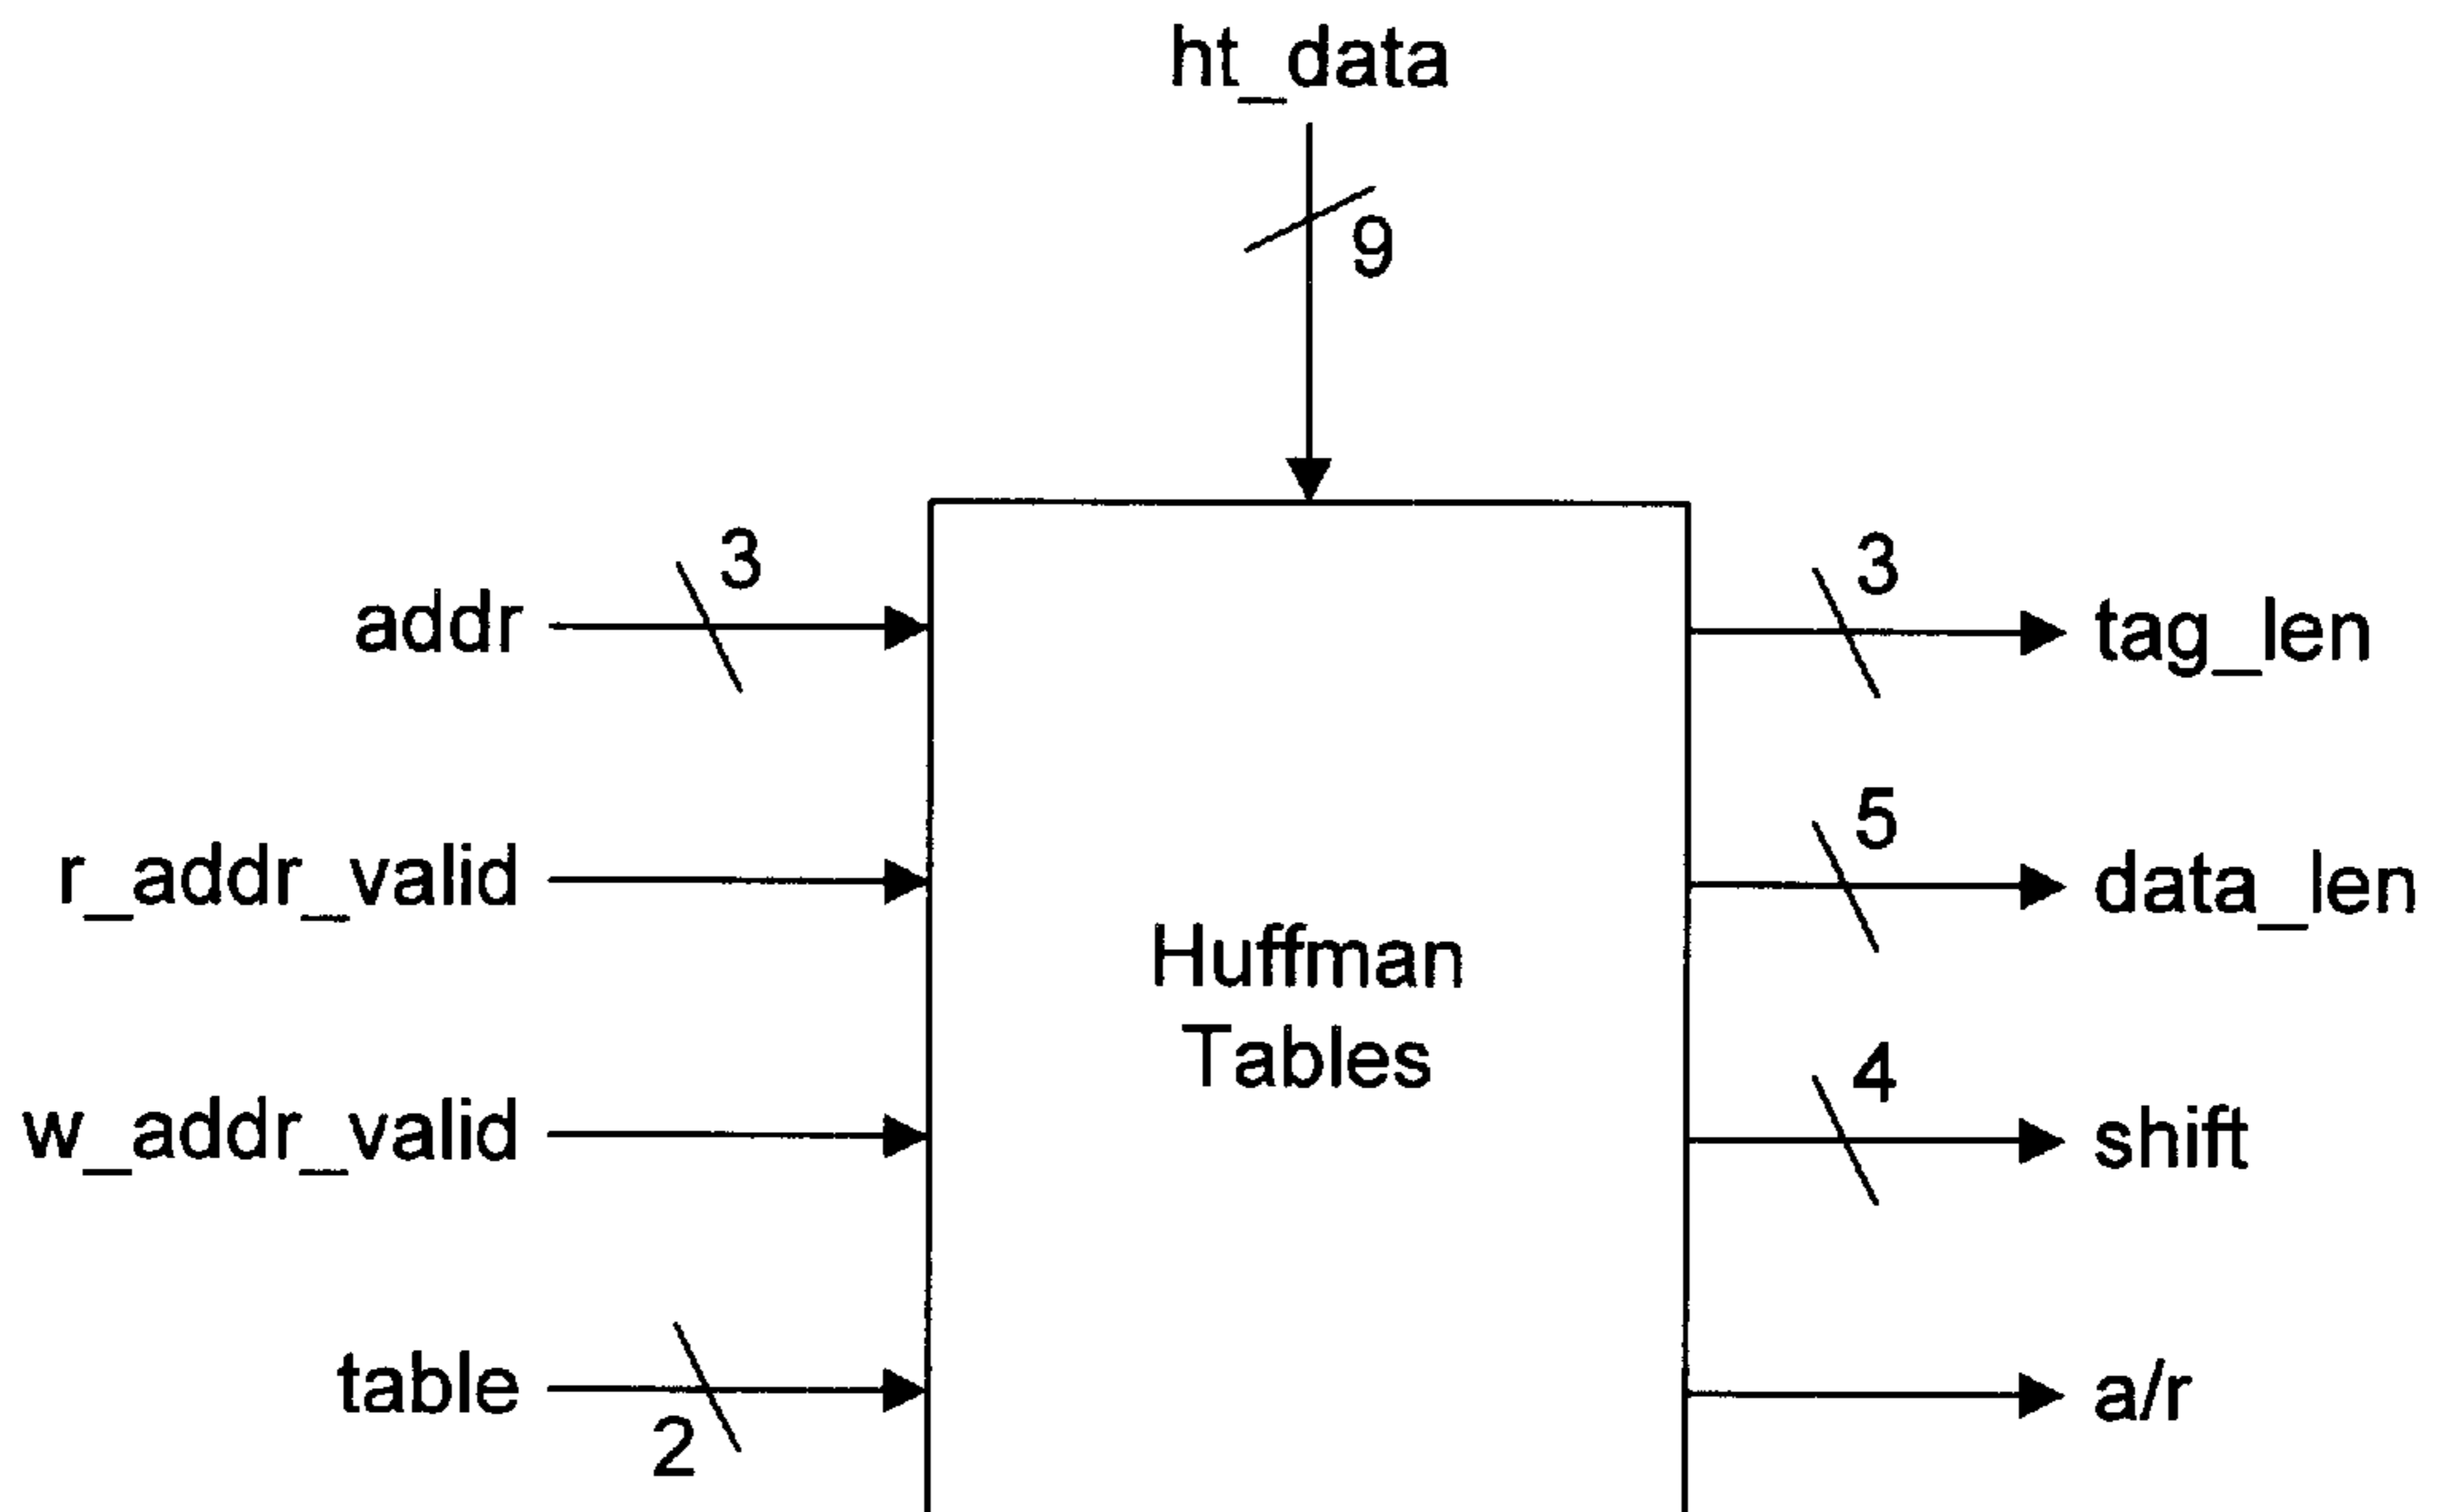 ht_data
9
3
addr
3
tag_len
r_addr_valid
5
data_len
Huffman
Tables
w_addr_valid
4
shift
table
2
a/r